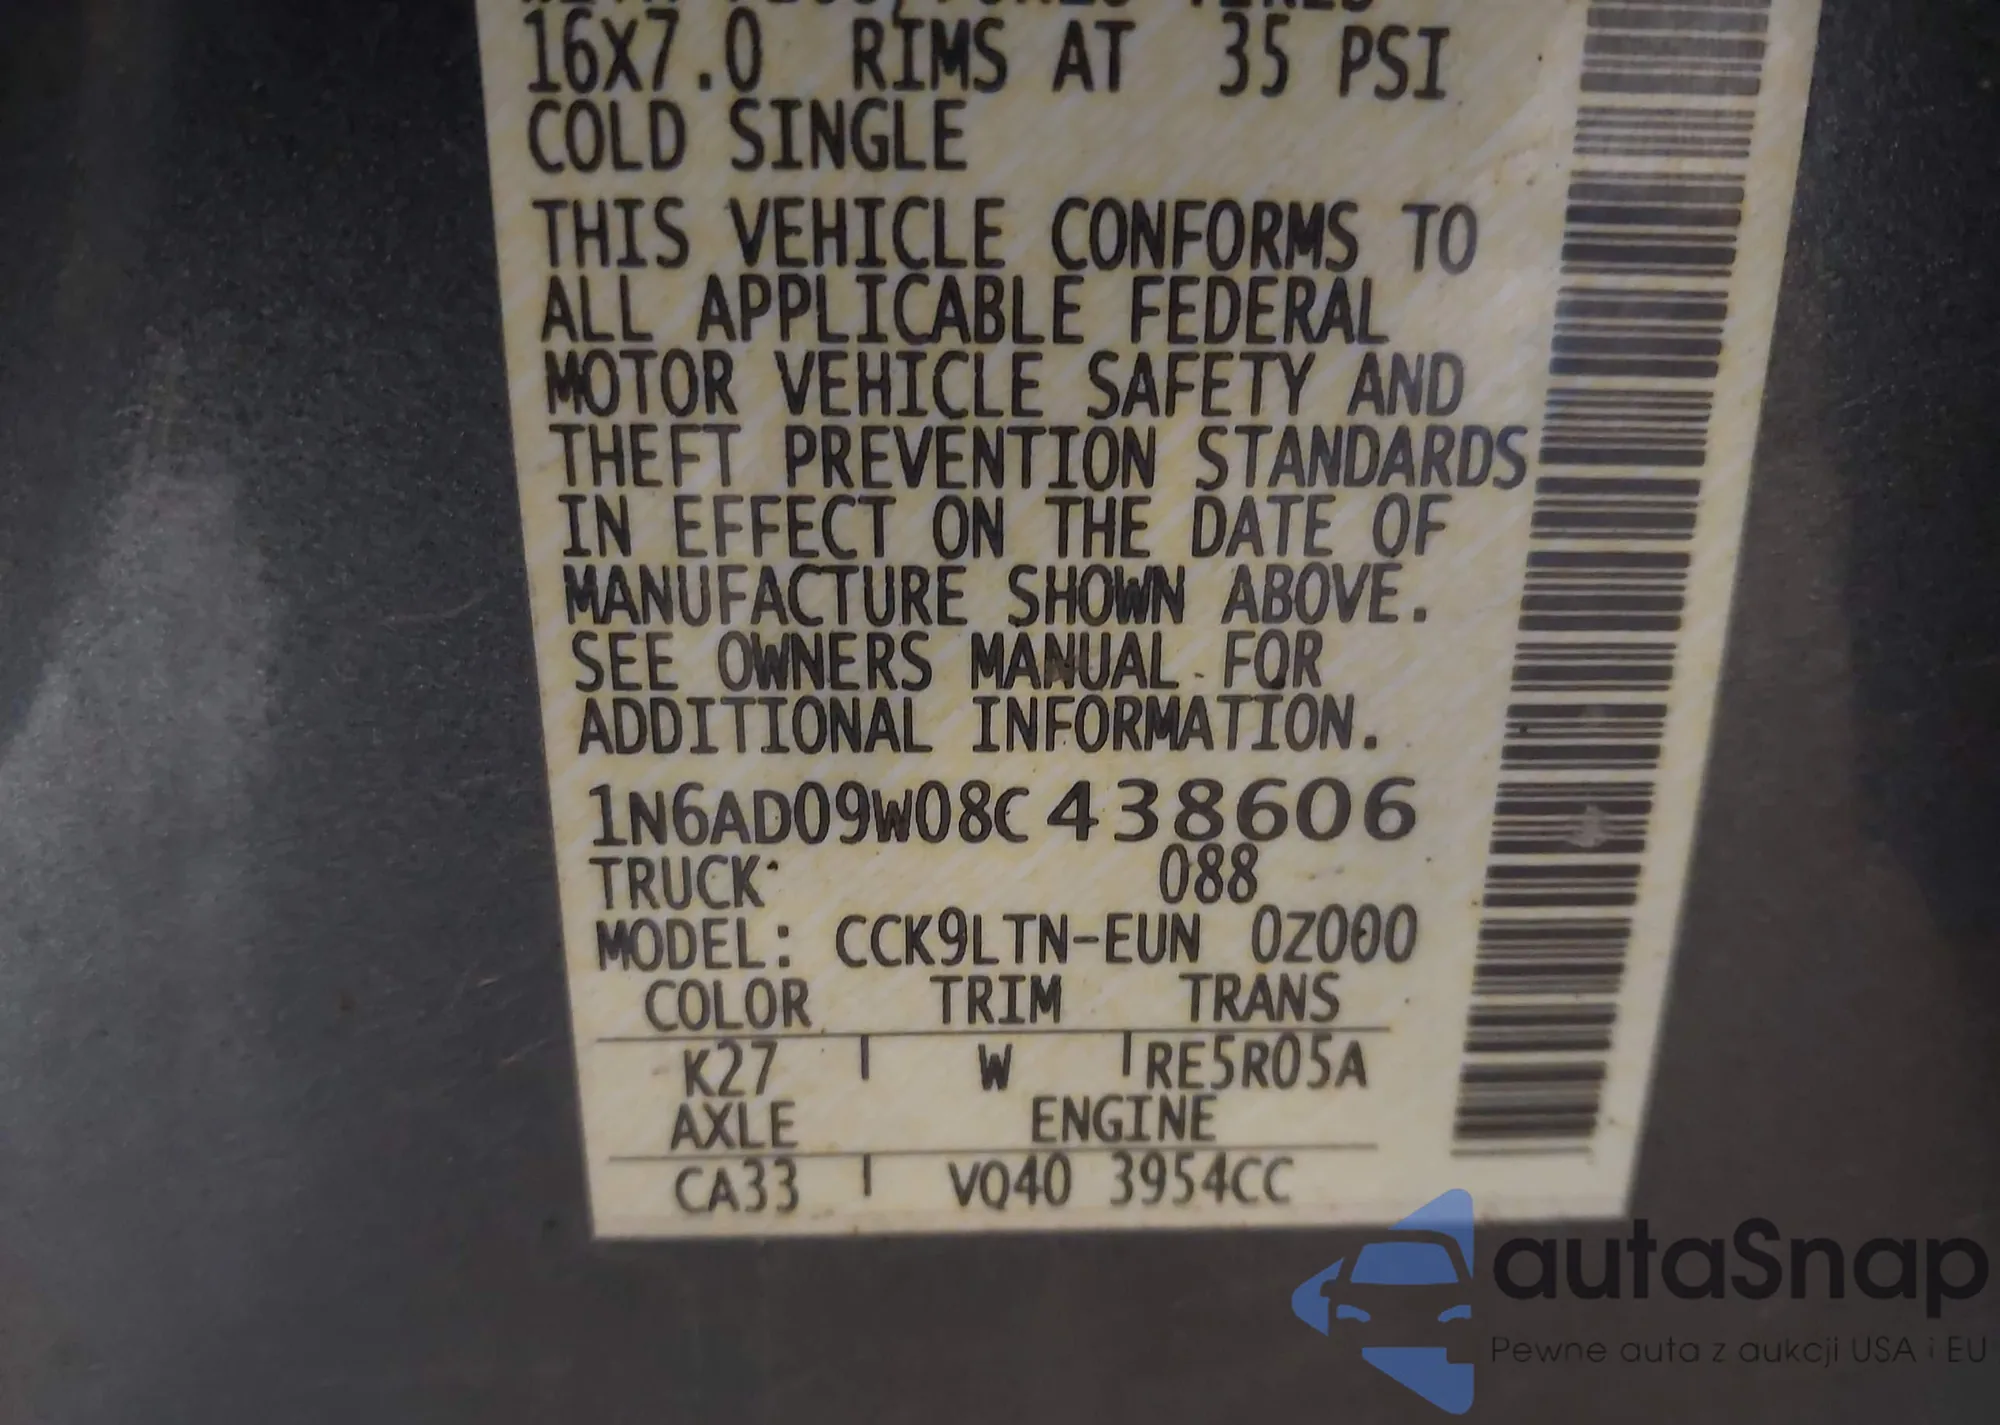 16X7.0 RIMS AT 35 PSI
COLD SINGLE
THIS VEHICLE CONFORMS TO
ALL APPLICABLE FEDERAL
MOTOR VEHICLE SAFETY AND
THEFT PREVENTION STANDARDS
IN EFFECT ON THE DATE OF
MANUFACTURE SHOWN ABOVE.
SEE OWNERS MANUAL FOR
ADDITIONAL INFORMATION.
1N6AD09W08C 438606
TRUCK: 088
MODEL: CCK9LTN-EUN 0Z000
COLOR TRIM TRANS
K27 W RE5R05A
AXLE ENGINE
CA33 VQ40 3954CC
autaSnap
Pewne auta z aukcji USA i EU